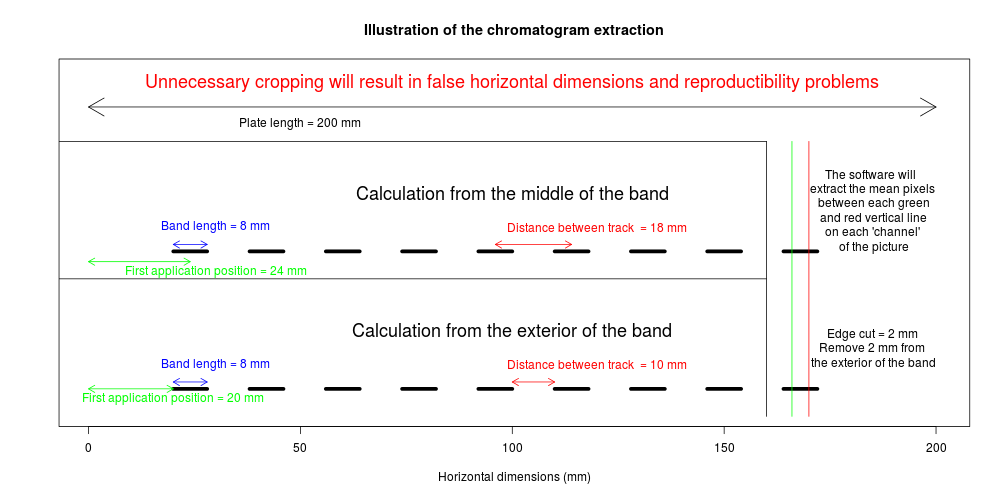 Illustration of the chromatogram extraction
Unnecessary cropping will result in false horizontal dimensions and reproductibility problems
Plate length = 200 mm
Calculation from the middle of the band
Band length = 8 mm
Distance between track  = 18 mm
First application position = 24 mm
The software will
extract the mean pixels
between each green
and red vertical line
on each 'channel'
of the picture
Calculation from the exterior of the band
Band length = 8 mm
Distance between track  = 10 mm
First application position = 20 mm
Edge cut = 2 mm
Remove 2 mm from
the exterior of the band
0 50 100 150 200
Horizontal dimensions (mm)